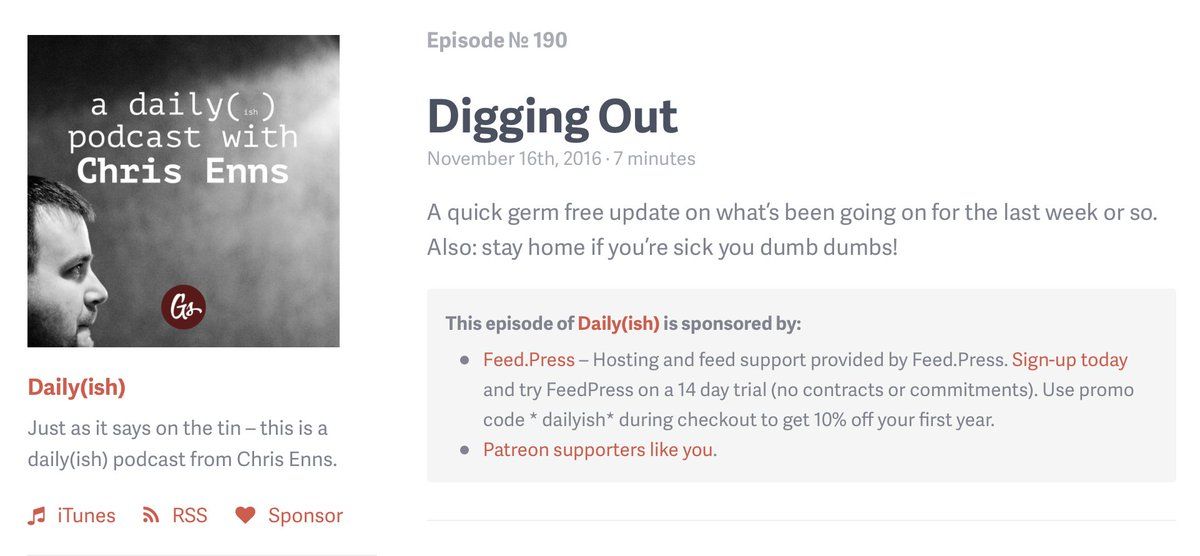 a daily(ish)
podcast with
Chris Enns
Gs
Daily(ish)
Just as it says on the tin – this is a
daily(ish) podcast from Chris Enns.
iTunes RSS Sponsor
Episode № 190
Digging Out
November 16th, 2016 · 7 minutes
A quick germ free update on what’s been going on for the last week or so.
Also: stay home if you’re sick you dumb dumbs!
This episode of Daily(ish) is sponsored by:
Feed.Press – Hosting and feed support provided by Feed.Press. Sign-up today
and try FeedPress on a 14 day trial (no contracts or commitments). Use promo
code * dailyish* during checkout to get 10% off your first year.
Patreon supporters like you.